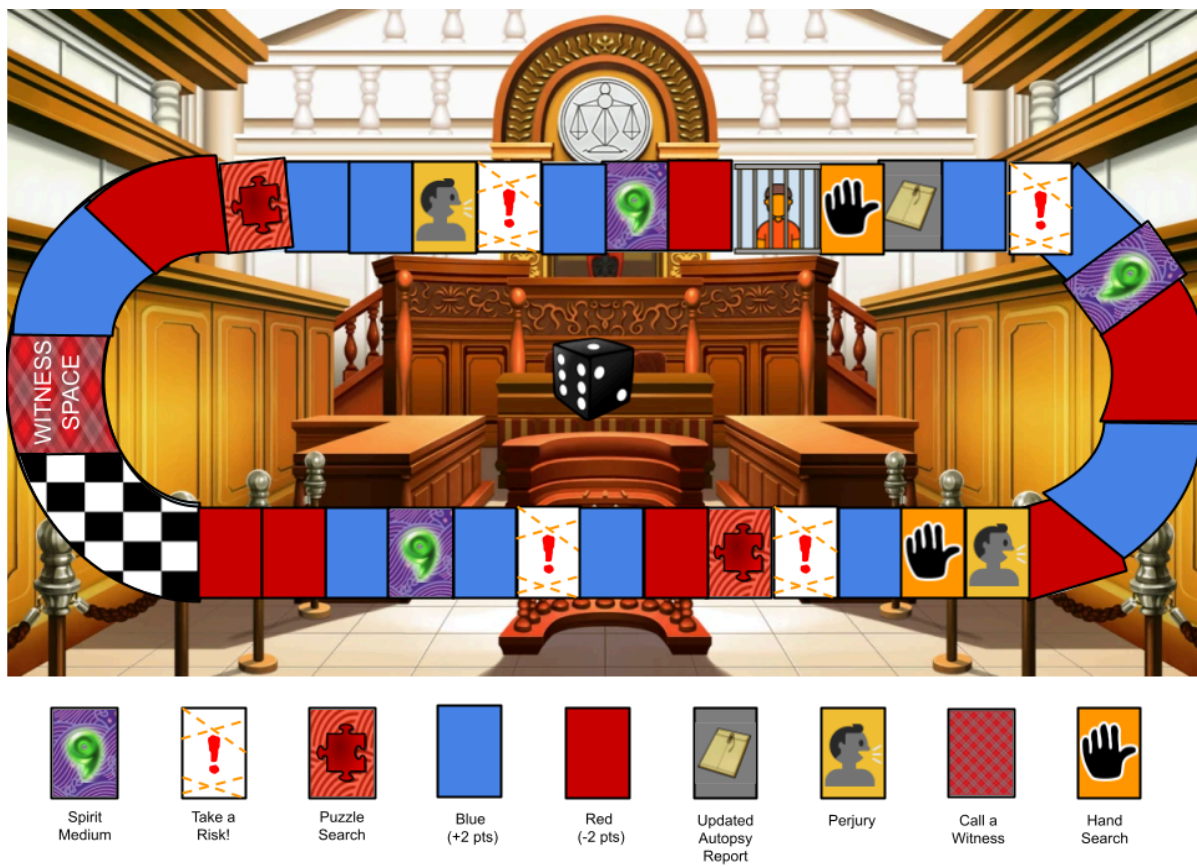 WITNESS
SPACE
Spirit
Medium
Take a
Risk!
Puzzle
Search
Blue
(+2 pts)
Red
(-2 pts)
Updated
Autopsy
Report
Perjury
Call a
Witness
Hand
Search